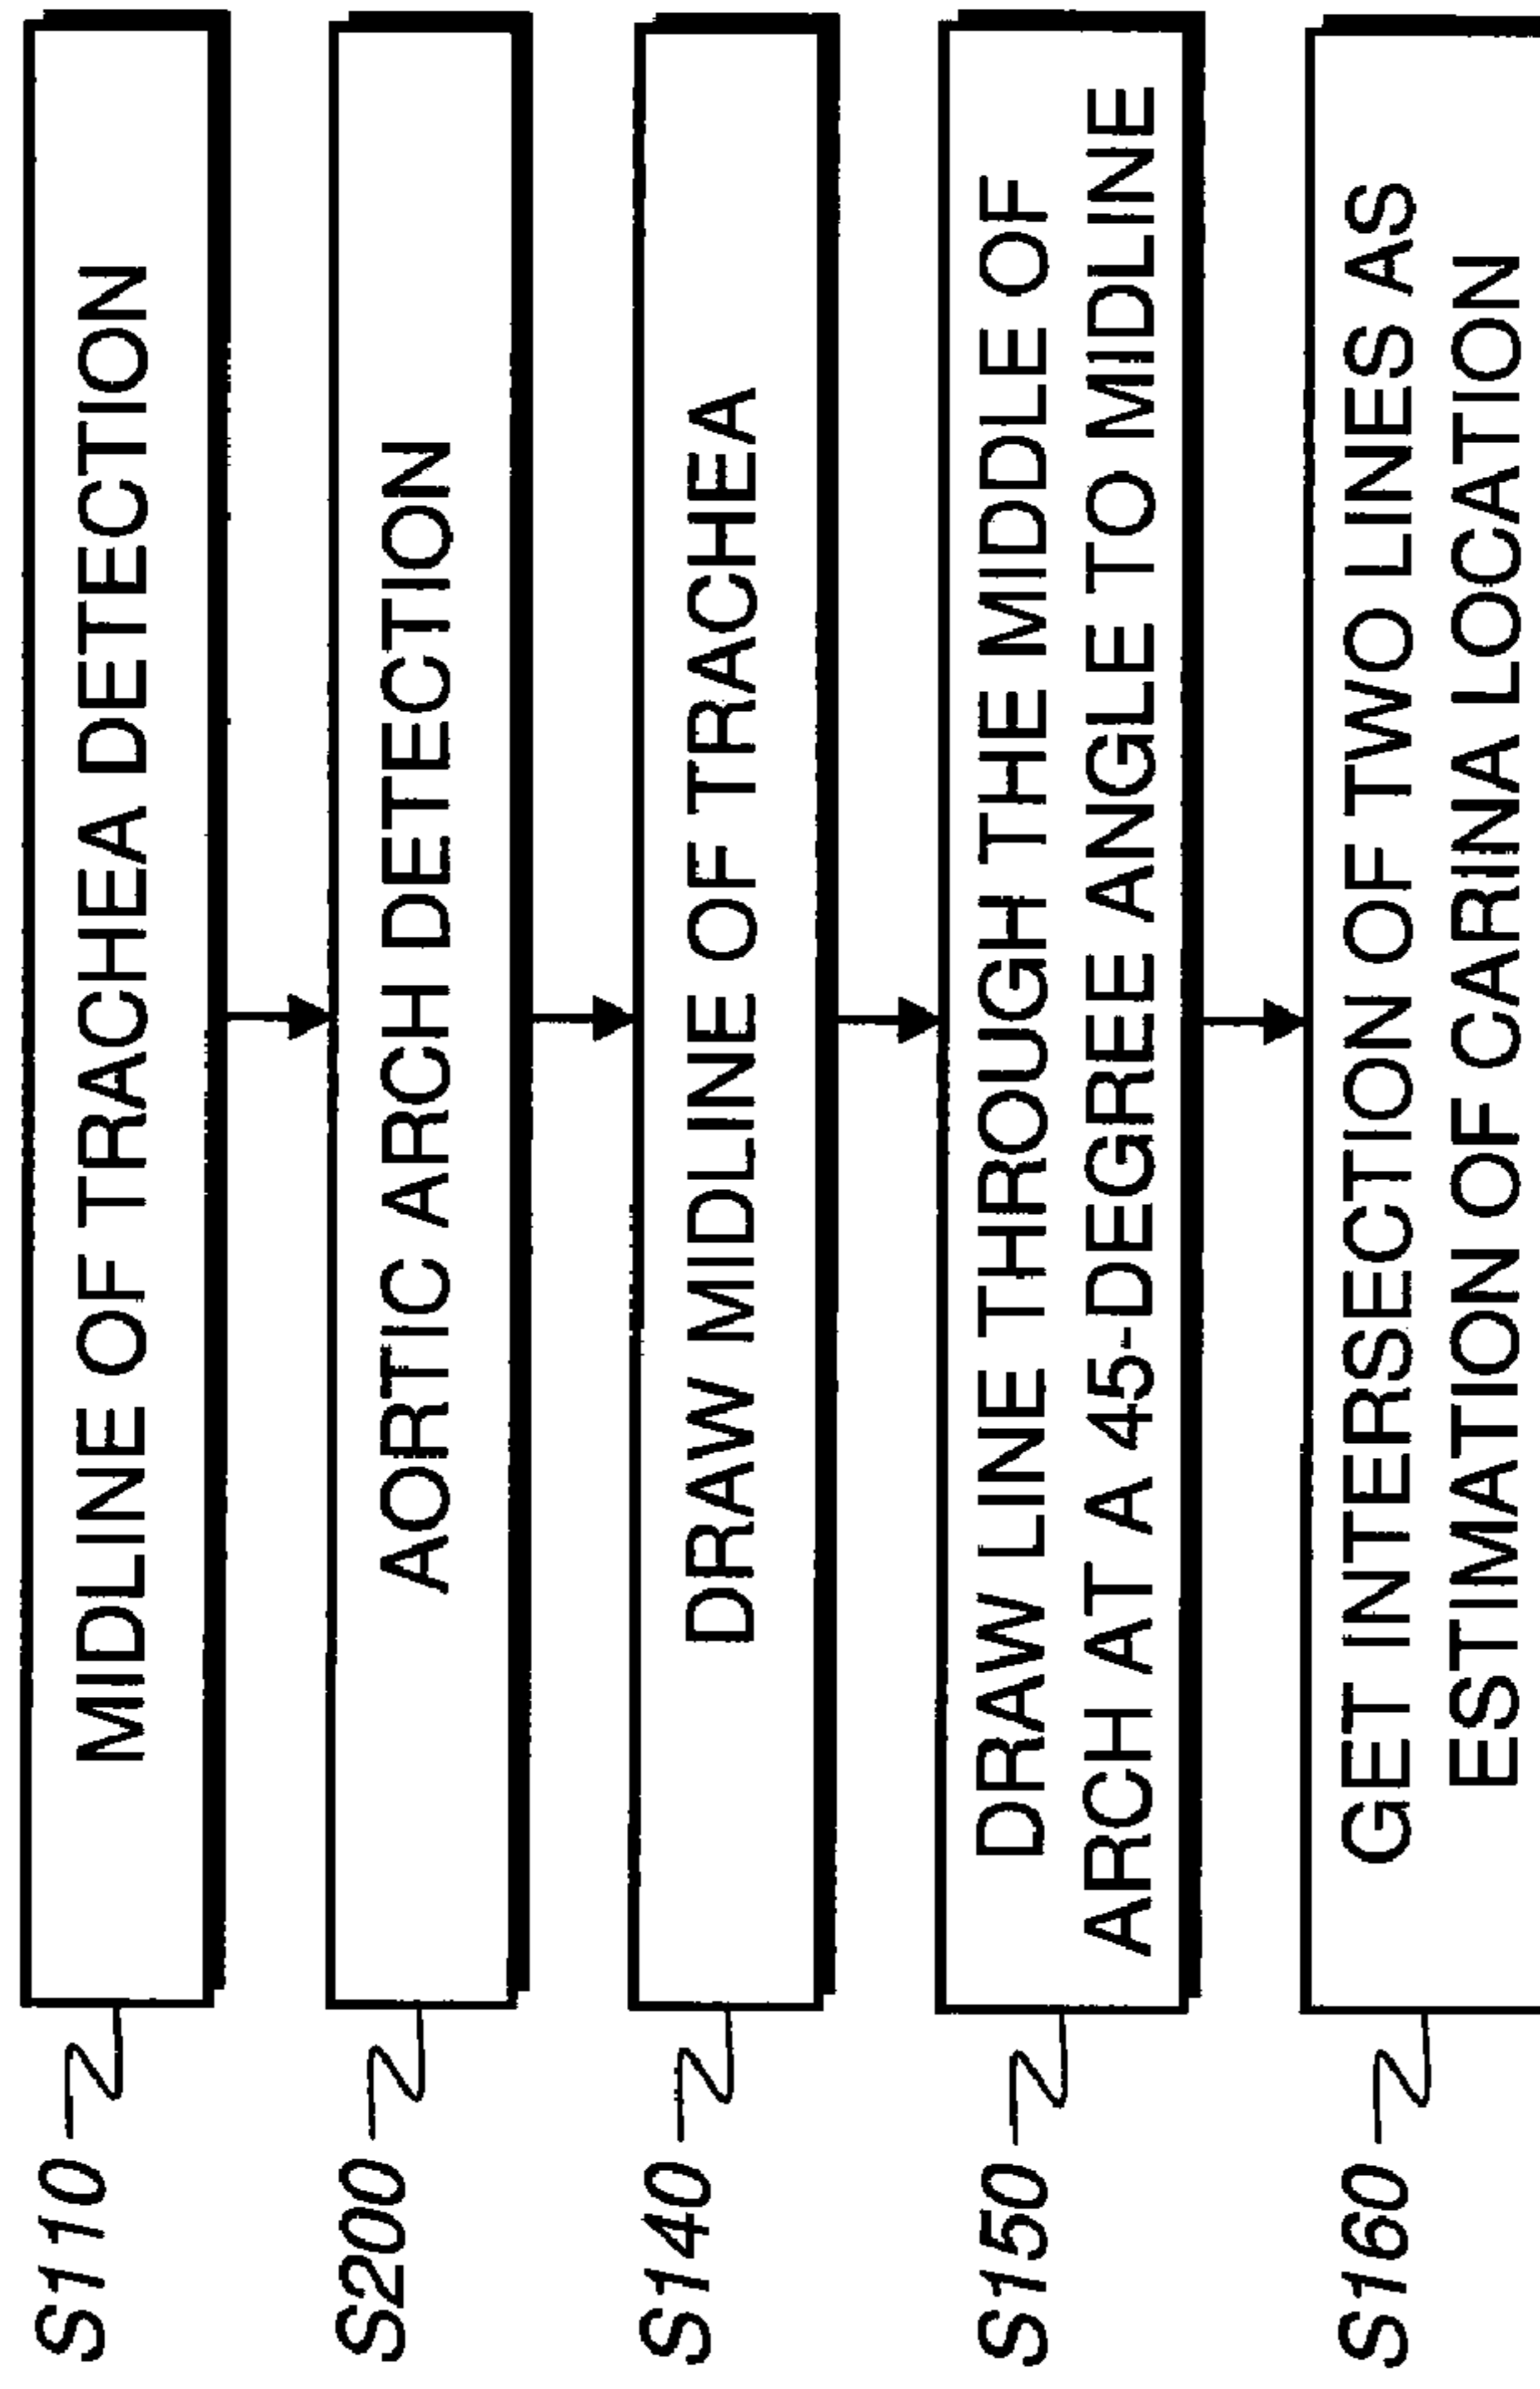 S110
MIDLINE OF TRACHEA DETECTION
S200
AORTIC ARCH DETECTION
S140
DRAW MIDLINE OF TRACHEA
S150
DRAW LINE THROUGH THE MIDDLE OF
ARCH AT A 45-DEGREE ANGLE TO MIDLINE
S160
GET INTERSECTION OF TWO LINES AS
ESTIMATION OF CARINA LOCATION